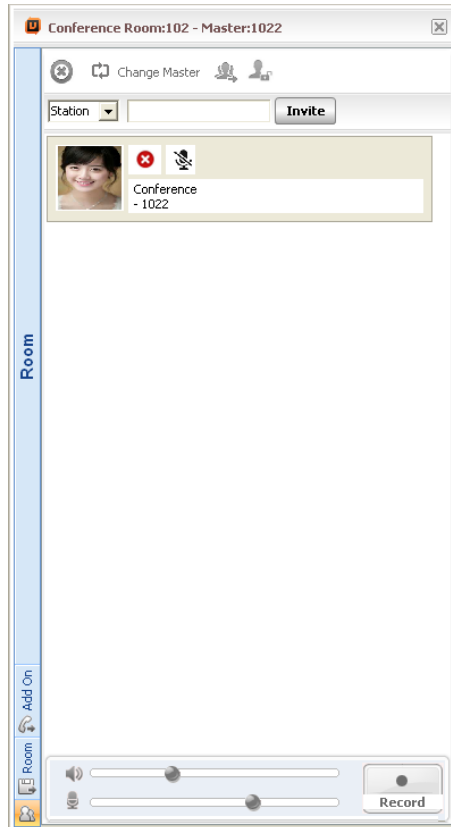 Conference Room:102 - Master:1022
Change Master
Station
Invite
Conference
- 1022
Room
Add On
Room
Record